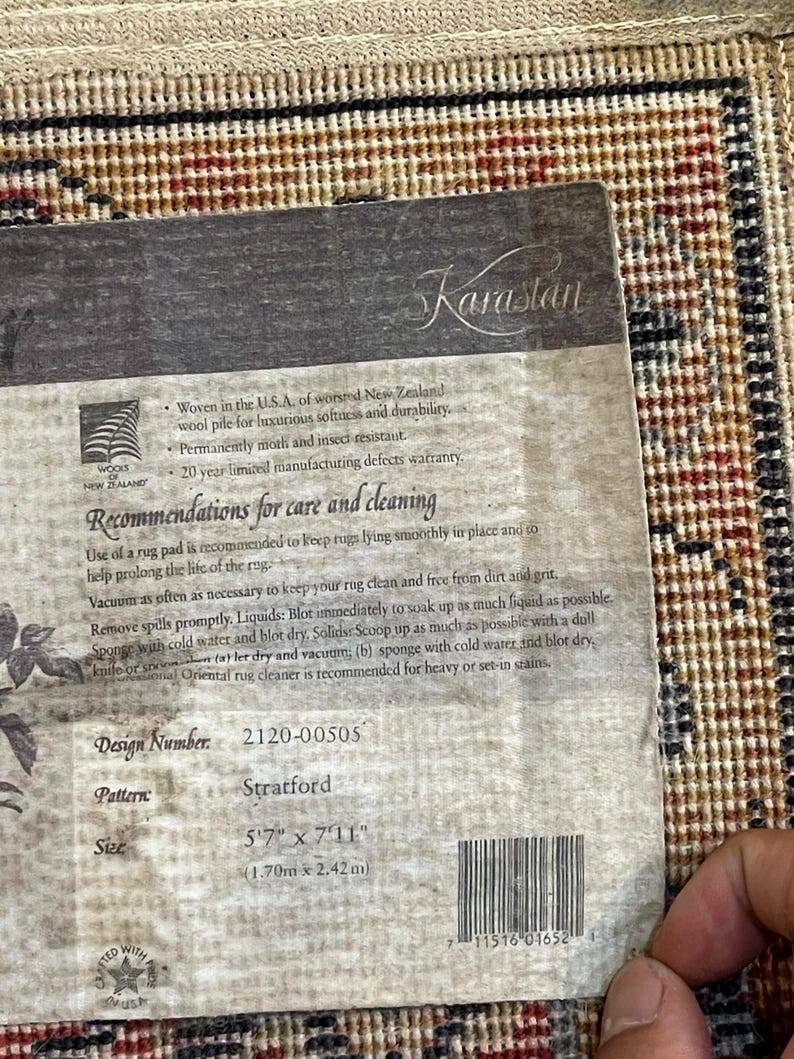 Karastan
• Woven in the U.S.A. of worsted New Zealand
wool pile for luxurious softness and durability.
• Permanently moth and insect resistant.
• 20 year limited manufacturing defects warranty.
WOOLS
OF
NEW ZEALAND
Recommendations for care and cleaning
Use of a rug pad is recommended to keep rugs lying smoothly in place and to
help prolong the life of the rug.
Vacuum as often as necessary to keep your rug clean and free from dirt and grit.
Remove spills promptly. Liquids: Blot immediately to soak up as much liquid as possible.
Sponge with cold water and blot dry. Solids: Scoop up as much as possible with a dull
knife or spoon, then (a) let dry and vacuum; (b) sponge with cold water and blot dry.
Oriental rug cleaner is recommended for heavy or set-in stains.
Design Number: 2120-00505
Pattern: Stratford
Size: 5'7" x 7'11"
(1.70m x 2.42m)
7 11516 01652 1
CRAFTED WITH PRIDE
IN USA